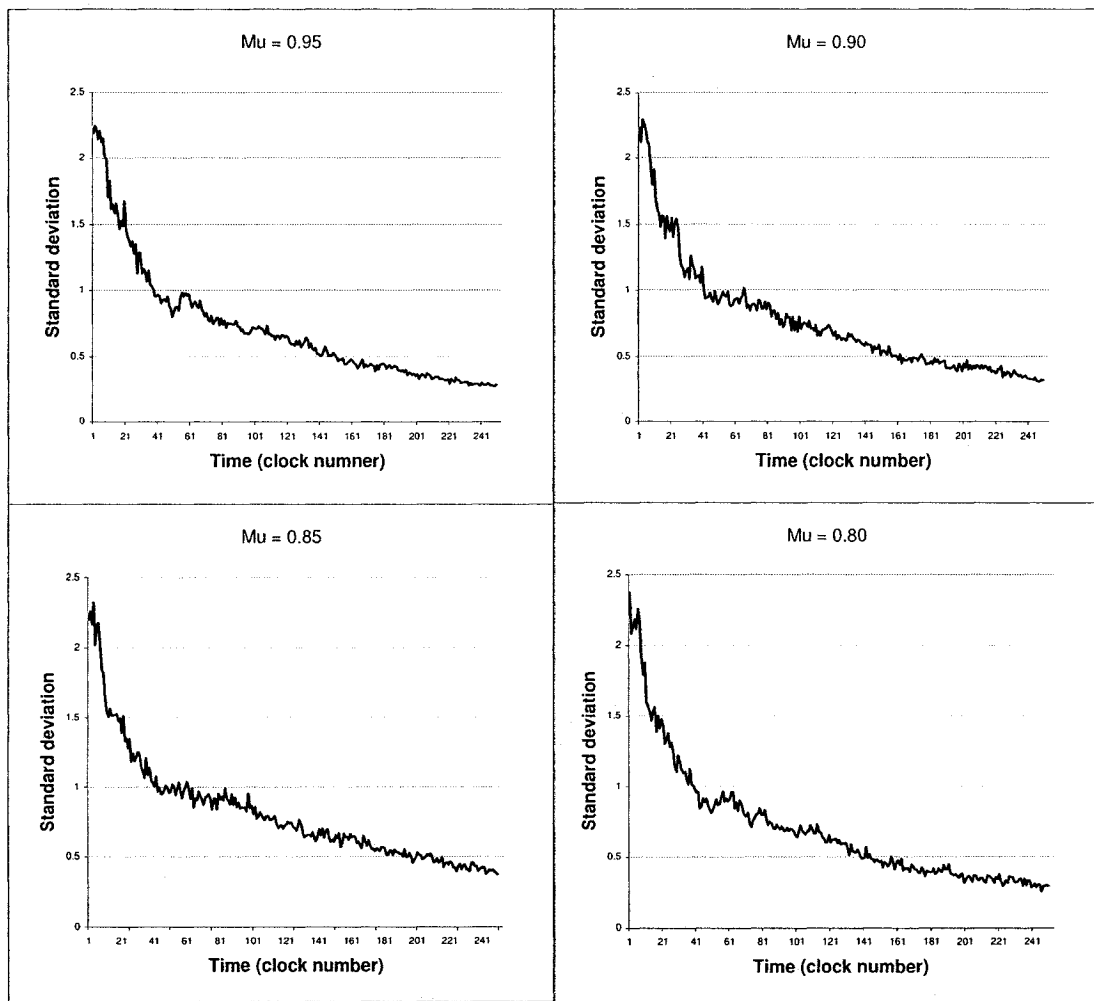 Mu = 0.95
2.5
2
1.5
1
0.5
0
Standard deviation
1 21 41 61 81 101 121 141 161 181 201 221 241
Time (clock numner)
Mu = 0.90
2.5
2
1.5
1
0.5
0
Standard deviation
1 21 41 61 81 101 121 141 161 181 201 221 241
Time (clock number)
Mu = 0.85
2.5
2
1.5
1
0.5
0
Standard deviation
1 21 41 61 81 101 121 141 161 181 201 221 241
Time (clock number)
Mu = 0.80
2.5
2
1.5
1
0.5
0
Standard deviation
1 21 41 61 81 101 121 141 161 181 201 221 241
Time (clock number)